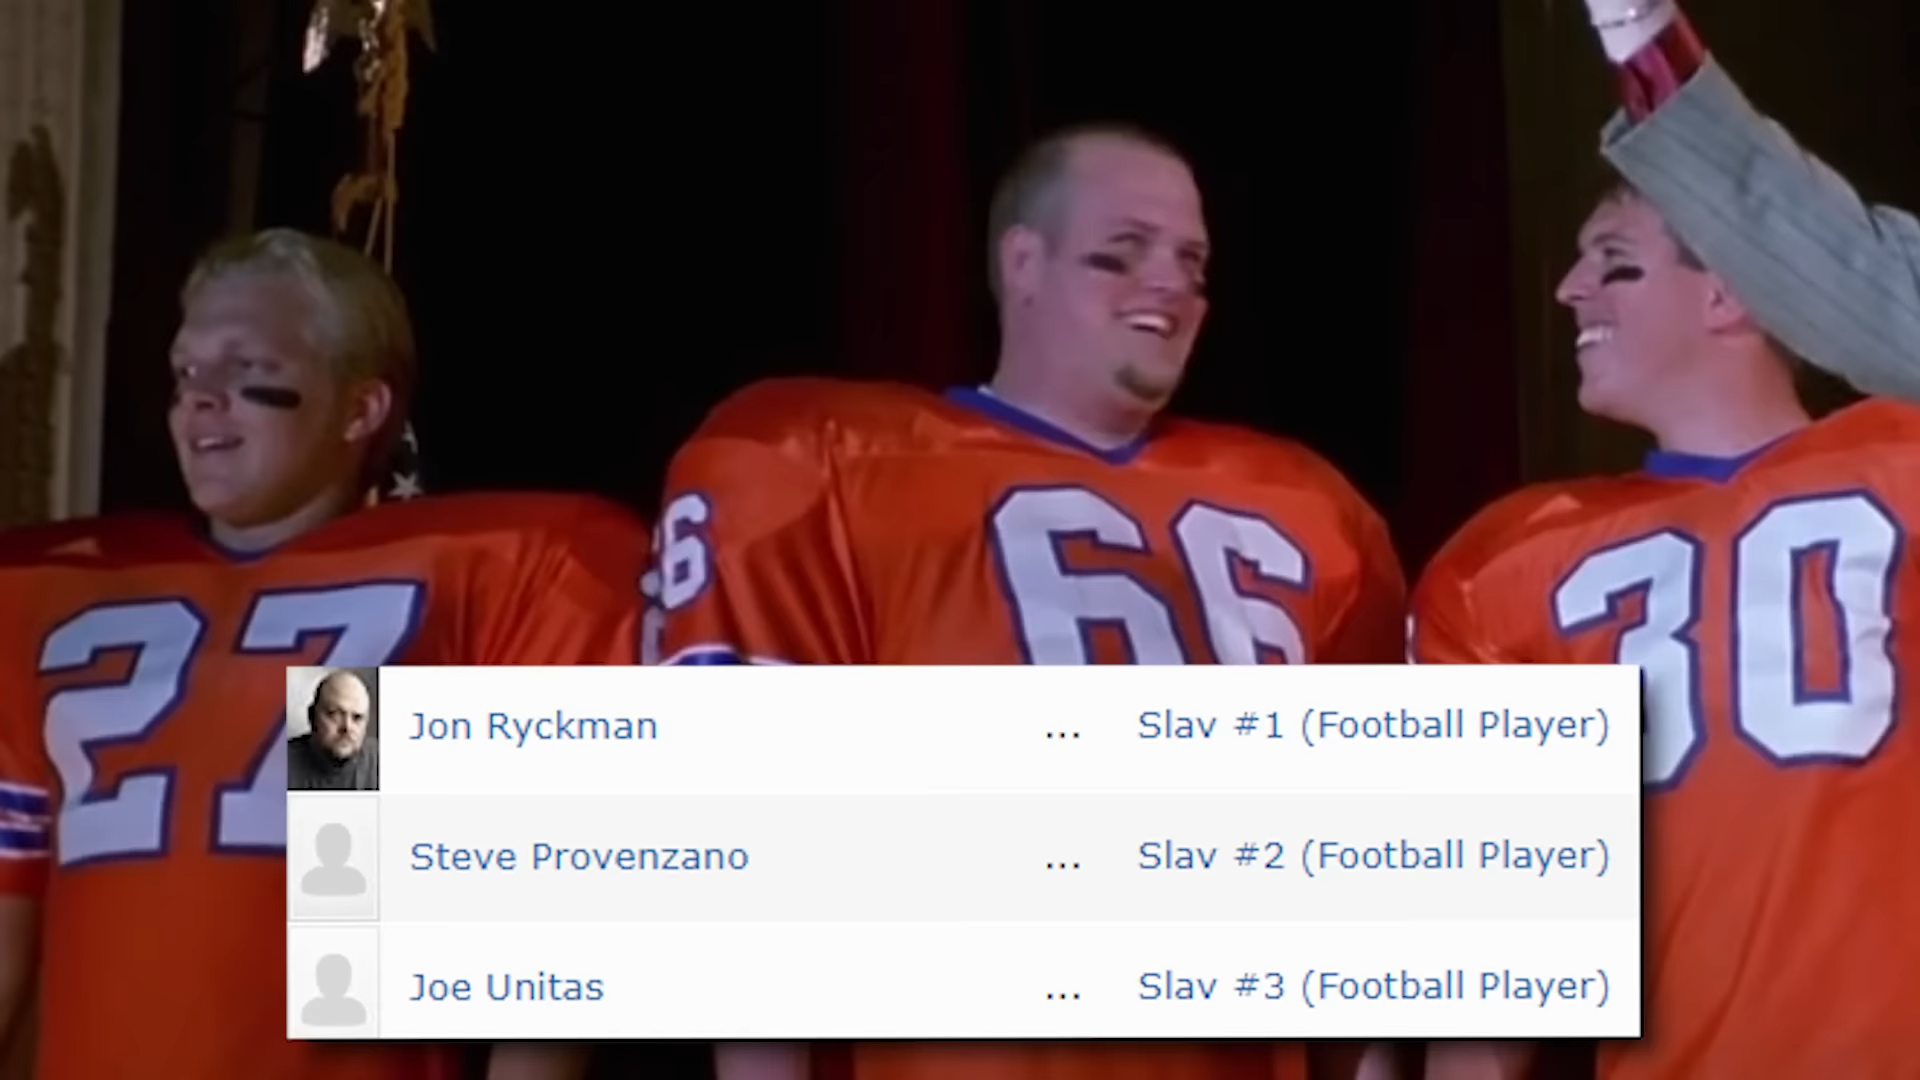 66
6
30
27
Jon Ryckman ... Slav #1 (Football Player)
Steve Provenzano ... Slav #2 (Football Player)
Joe Unitas ... Slav #3 (Football Player)